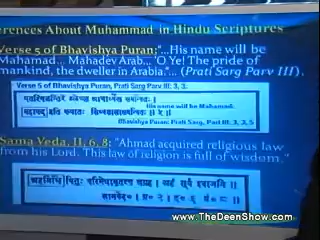 erences About Muhammad in Hindu Scriptures
Verse 5 of Bhavishya Puran: "...His name will be
Mahamad... Mahadev Arab... 'O Ye! The pride of
mankind, the dweller in Arabia"... (Prati Sarg Parv III).
Verse 5 of Bhavishya Puran, Prati Sarg III: 3, 3.
His name will be Mahamad.
Bhavishya Puran: Prati Sarg, Part III: 3, 3, 5
Sama Veda, II, 6, 8: "Ahmad acquired religious law
from his Lord. This law of religion is full of wisdom."
www.TheDeenShow.com